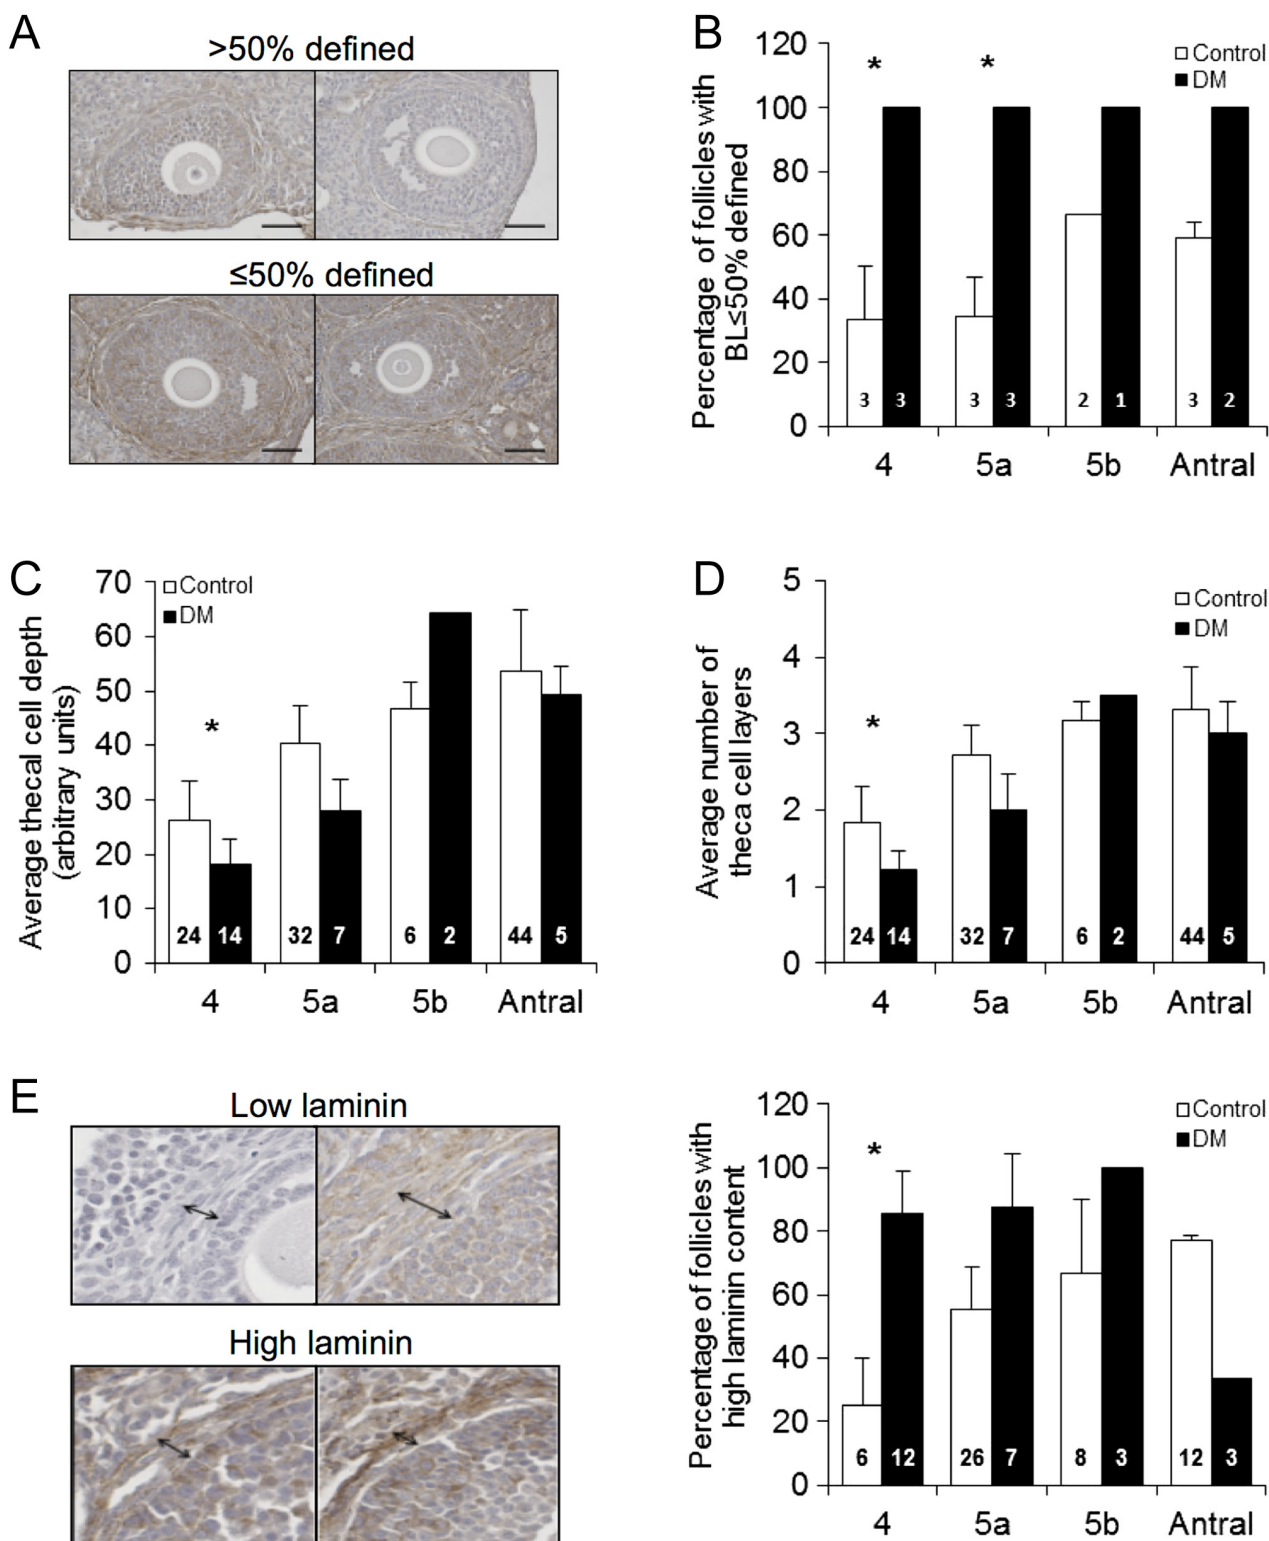 A
>50% defined
≤50% defined
B
Percentage of follicles with
BL≤50% defined
120
100
80
60
40
20
0
Control
DM
*
*
3
3
3
3
2
1
3
2
4
5a
5b
Antral
C
Average thecal cell depth
(arbitrary units)
70
60
50
40
30
20
10
0
Control
DM
*
24
14
32
7
6
2
44
5
4
5a
5b
Antral
D
Average number of
theca cell layers
5
4
3
2
1
0
Control
DM
*
24
14
32
7
6
2
44
5
4
5a
5b
Antral
E
Low laminin
High laminin
Percentage of follicles with
high laminin content
120
100
80
60
40
20
0
Control
DM
*
6
12
26
7
8
3
12
3
4
5a
5b
Antral